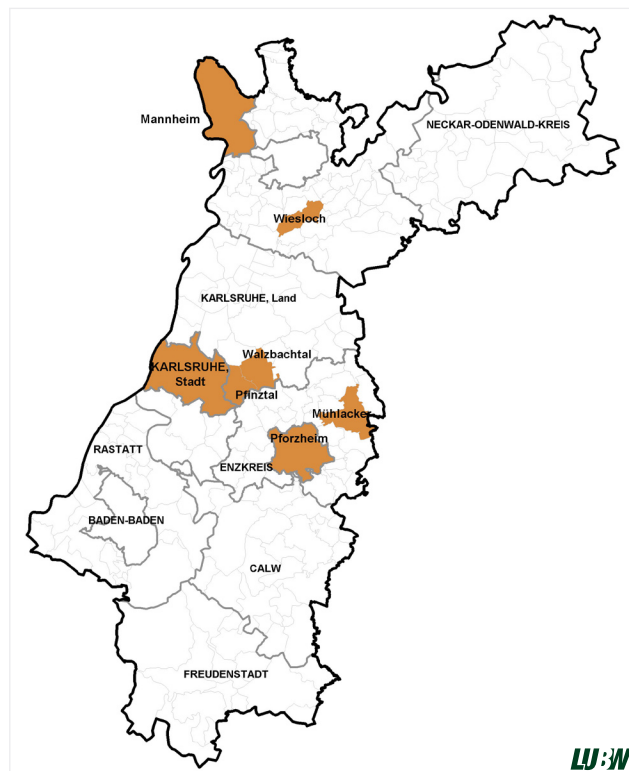 Mannheim
NECKAR-ODENWALD-KREIS
Wiesloch
KARLSRUHE, Land
Walzbachtal
KARLSRUHE,
Stadt
Pfinztal
Mühlacker
Pforzheim
RASTATT
ENZKREIS
BADEN-BADEN
CALW
FREUDENSTADT
LUBW